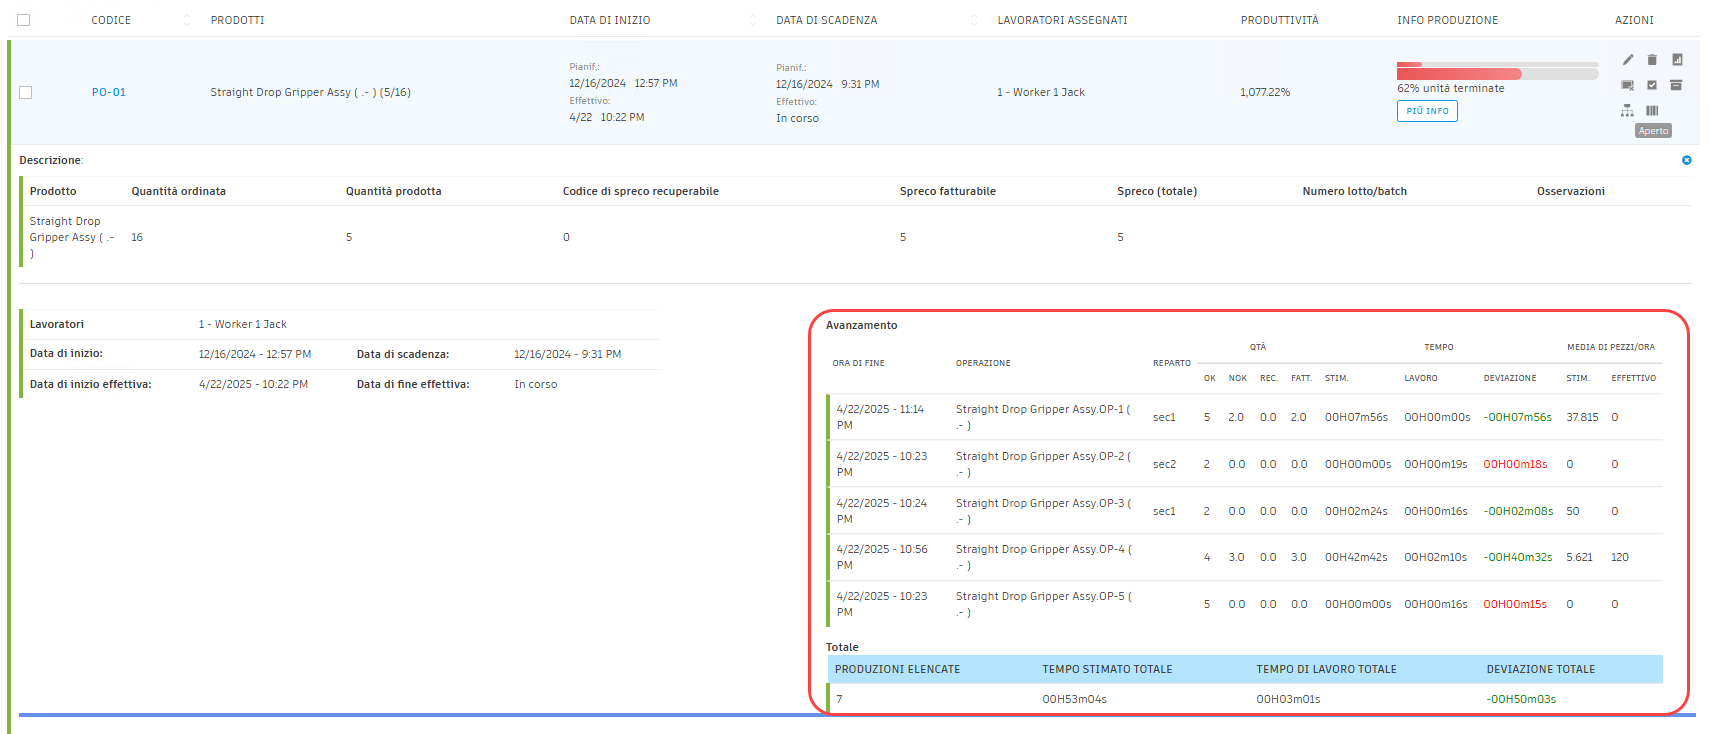 CODICE PRODOTTI DATA DI INIZIO DATA DI SCADENZA LAVORATORI ASSEGNATI PRODUTTIVITÀ INFO PRODUZIONE AZIONI
PO-01
Straight Drop Gripper Assy ( .- ) (5/16)
Pianif.:
12/16/2024 12:57 PM
Effettivo:
4/22 10:22 PM
Pianif.:
12/16/2024 9:31 PM
Effettivo:
In corso
1 - Worker 1 Jack
1,077.22%
62% unità terminate
PIÙ INFO
Aperto
Descrizione:
Prodotto Quantità ordinata Quantità prodotta Codice di spreco recuperabile Spreco fatturabile Spreco (totale) Numero lotto/batch Osservazioni
Straight Drop
Gripper Assy ( .- 16 5 0 5 5
)
Lavoratori 1 - Worker 1 Jack
Data di inizio: 12/16/2024 - 12:57 PM Data di scadenza: 12/16/2024 - 9:31 PM
Data di inizio effettiva: 4/22/2025 - 10:22 PM Data di fine effettiva: In corso
Avanzamento
QTÀ TEMPO MEDIA DI PEZZI/ORA
ORA DI FINE OPERAZIONE REPARTO
OK NOK REC. FATT. STIM. LAVORO DEVIAZIONE STIM. EFFETTIVO
4/22/2025 - 11:14 Straight Drop Gripper Assy.OP-1 (
PM .- ) sec1 5 2.0 0.0 2.0 00H07m56s 00H00m00s -00H07m56s 37.815 0
4/22/2025 - 10:23 Straight Drop Gripper Assy.OP-2 (
PM .- ) sec2 2 0.0 0.0 0.0 00H00m00s 00H00m19s 00H00m18s 0 0
4/22/2025 - 10:24 Straight Drop Gripper Assy.OP-3 (
PM .- ) sec1 2 0.0 0.0 0.0 00H02m24s 00H00m16s -00H02m08s 50 0
4/22/2025 - 10:56 Straight Drop Gripper Assy.OP-4 (
PM .- ) 4 3.0 0.0 3.0 00H42m42s 00H02m10s -00H40m32s 5.621 120
4/22/2025 - 10:23 Straight Drop Gripper Assy.OP-5 (
PM .- ) 5 0.0 0.0 0.0 00H00m00s 00H00m16s 00H00m15s 0 0
Totale
PRODUZIONI ELENCATE TEMPO STIMATO TOTALE TEMPO DI LAVORO TOTALE DEVIAZIONE TOTALE
7 00H53m04s 00H03m01s -00H50m03s